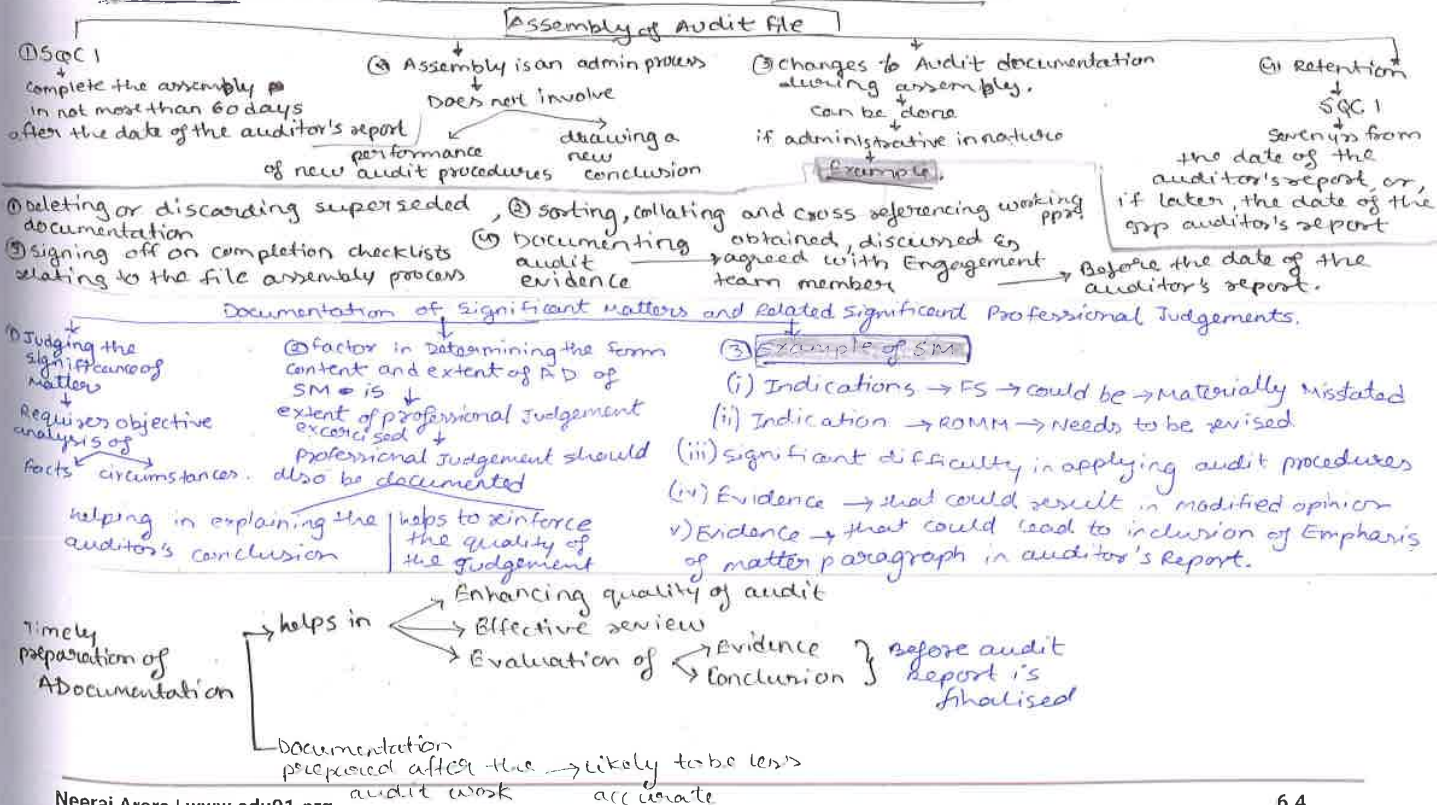 Assembly of Audit file
① SQC 1
complete the assembly
in not more than 60 days
after the date of the auditor's report
② Assembly is an admin process
Does not involve
performance
of new audit procedures
drawing a
new
conclusion
③ changes to Audit documentation
during assembly.
can be done
if administrative in nature
Example.
④ Retention
SQC 1
Seven yrs from
the date of the
auditor's report, or,
if later, the date of the
grp auditor's report
① Deleting or discarding superseded
documentation
, ② sorting, collating and cross referencing working
pprs
③ signing off on completion checklists
relating to the file assembly process
④ Documenting
audit
evidence
obtained, discussed &
agreed with Engagement
team member
Before the date of the
auditor's report.
Documentation of Significant Matters and Related Significant Professional Judgements.
① Judging the
significance of
Matter
Requires objective
analysis of
facts circumstances.
② factor in Determining the form
content and extent of AD of
SM is
extent of professional Judgement
excercised
professional Judgement should
also be documented
helping in explaining the
auditor's conclusion
helps to reinforce
the quality of
the judgement
③ Example of SM
(i) Indications → FS → could be → Materially Misstated
(ii) Indication → ROMM → Needs to be revised
(iii) significant difficulty in applying audit procedures
(iv) Evidence → that could result in modified opinion
v) Evidence → that could lead to inclusion of Emphasis
of matter paragraph in auditor's Report.
Timely
preparation of
ADocumentation
helps in
Enhancing quality of audit
Effective review
Evaluation of
Evidence
Conclusion
Before audit
Report is
finalised
Documentation
prepared after the
audit work
→ likely to be less
accurate
6.4